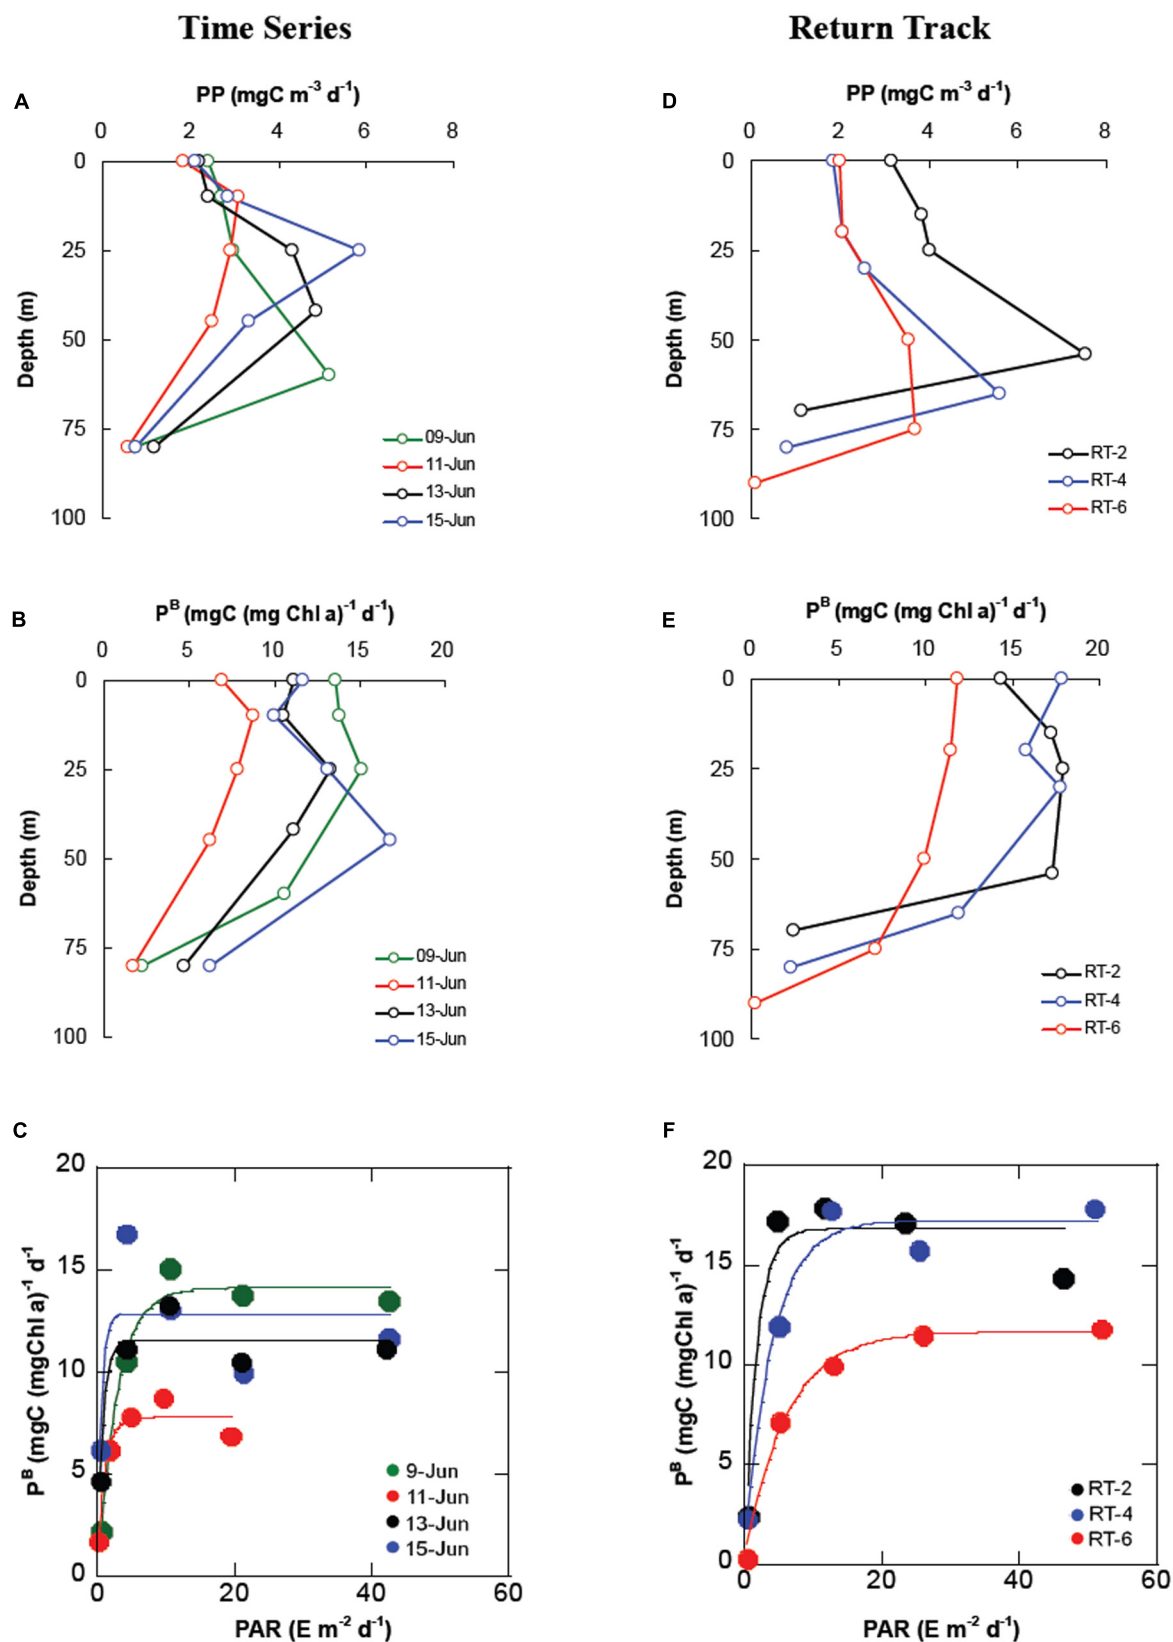 Time Series
Return Track
A
PP (mgC m⁻³ d⁻¹)
0 2 4 6 8
0
25
50
75
100
Depth (m)
09-Jun
11-Jun
13-Jun
15-Jun
D
PP (mgC m⁻³ d⁻¹)
0 2 4 6 8
0
25
50
75
100
Depth (m)
RT-2
RT-4
RT-6
B
Pᴮ (mgC (mg Chl a)⁻¹ d⁻¹)
0 5 10 15 20
0
25
50
75
100
Depth (m)
09-Jun
11-Jun
13-Jun
15-Jun
E
Pᴮ (mgC (mg Chl a)⁻¹ d⁻¹)
0 5 10 15 20
0
25
50
75
100
Depth (m)
RT-2
RT-4
RT-6
C
20
15
10
5
0
Pᴮ (mgC (mgChl a)⁻¹ d⁻¹
9-Jun
11-Jun
13-Jun
15-Jun
0 20 40 60
PAR (E m⁻² d⁻¹)
F
20
15
10
5
0
Pᴮ (mgC (mgChl a)⁻¹ d⁻¹
RT-2
RT-4
RT-6
0 20 40 60
PAR (E m⁻² d⁻¹)